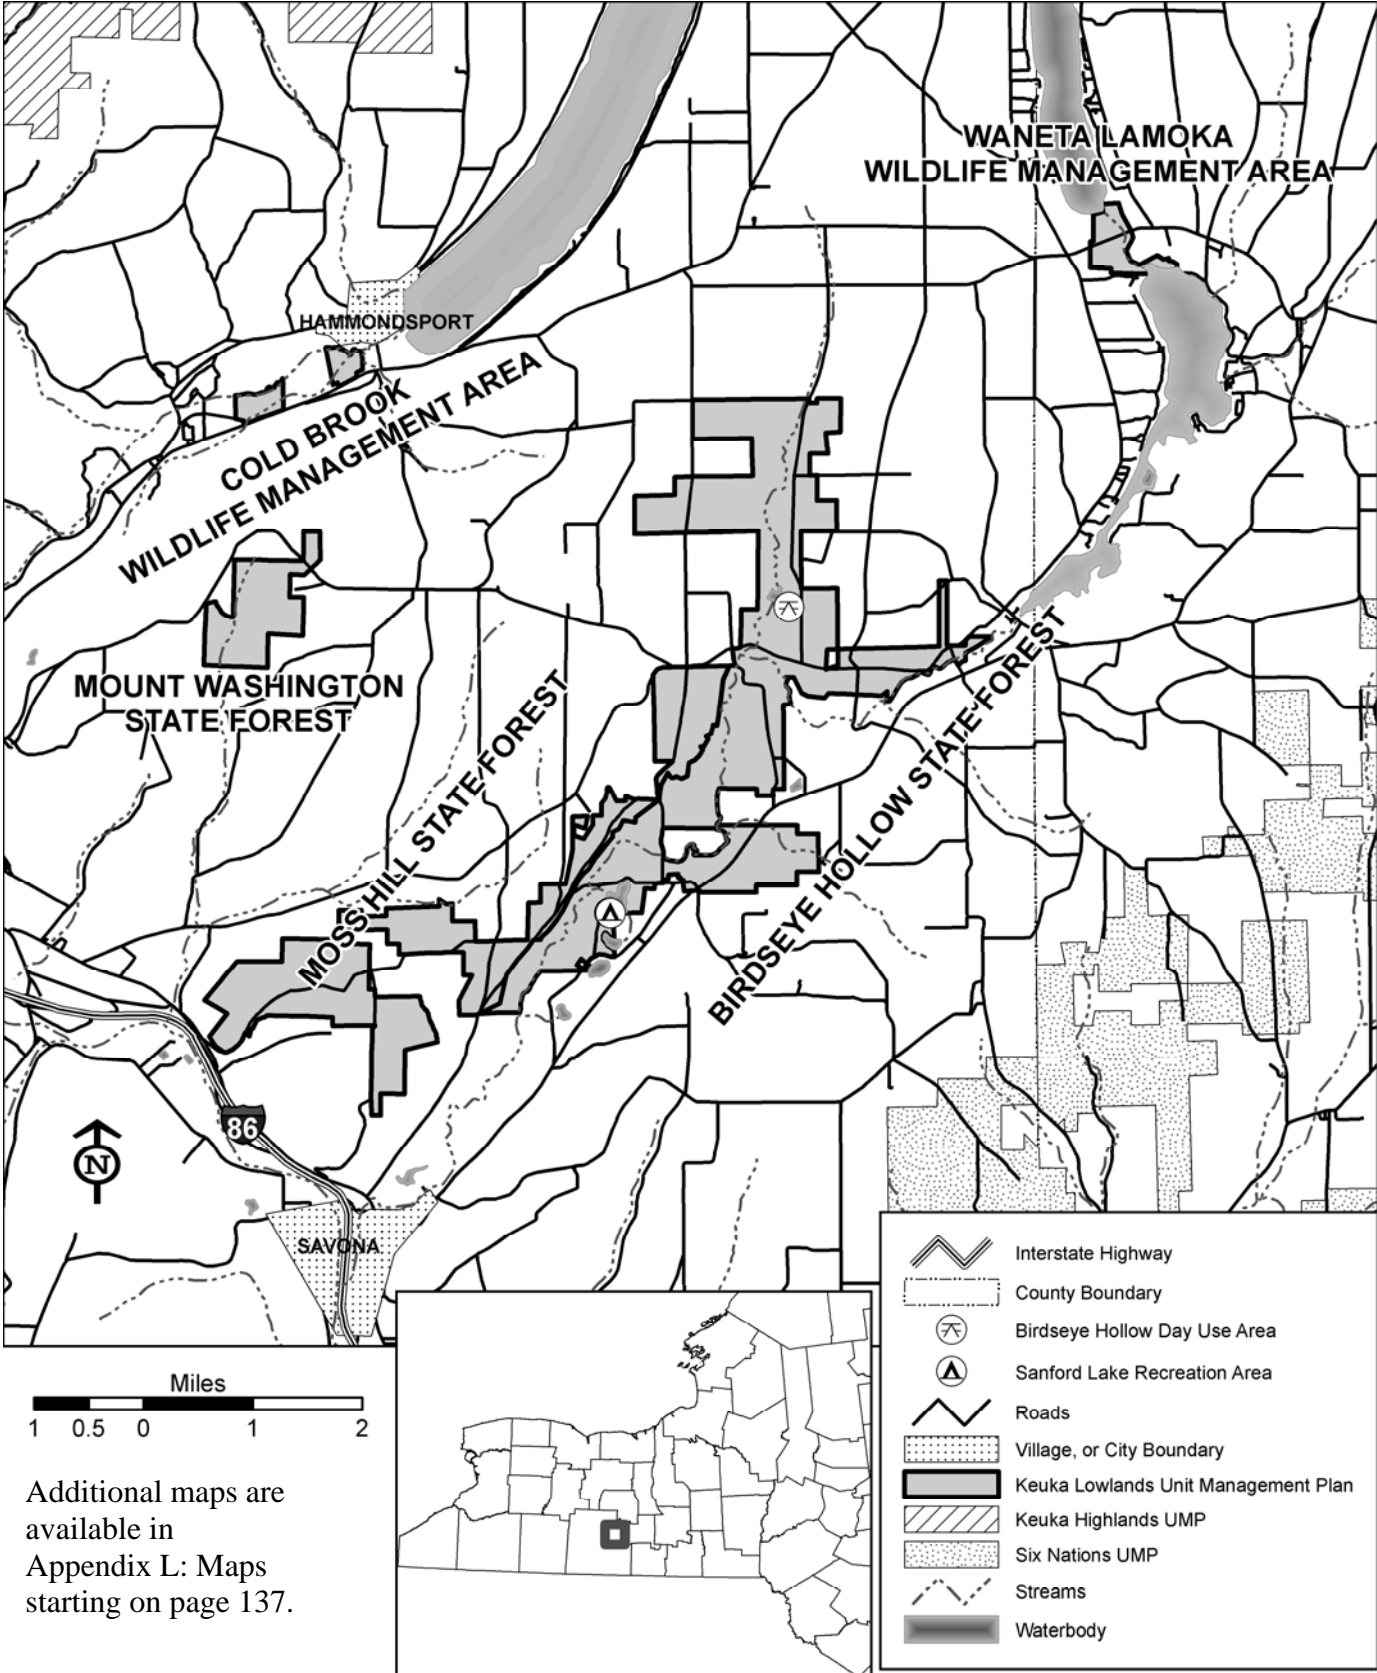 WANETA LAMOKA
WILDLIFE MANAGEMENT AREA
HAMMONDSPORT
COLD BROOK
WILDLIFE MANAGEMENT AREA
MOUNT WASHINGTON
STATE FOREST
MOSS HILL STATE FOREST
BIRDSEYE HOLLOW STATE FOREST
86
N
SAVONA
Miles
1 0.5 0 1 2
Additional maps are
available in
Appendix L: Maps
starting on page 137.
Interstate Highway
County Boundary
Birdseye Hollow Day Use Area
Sanford Lake Recreation Area
Roads
Village, or City Boundary
Keuka Lowlands Unit Management Plan
Keuka Highlands UMP
Six Nations UMP
Streams
Waterbody